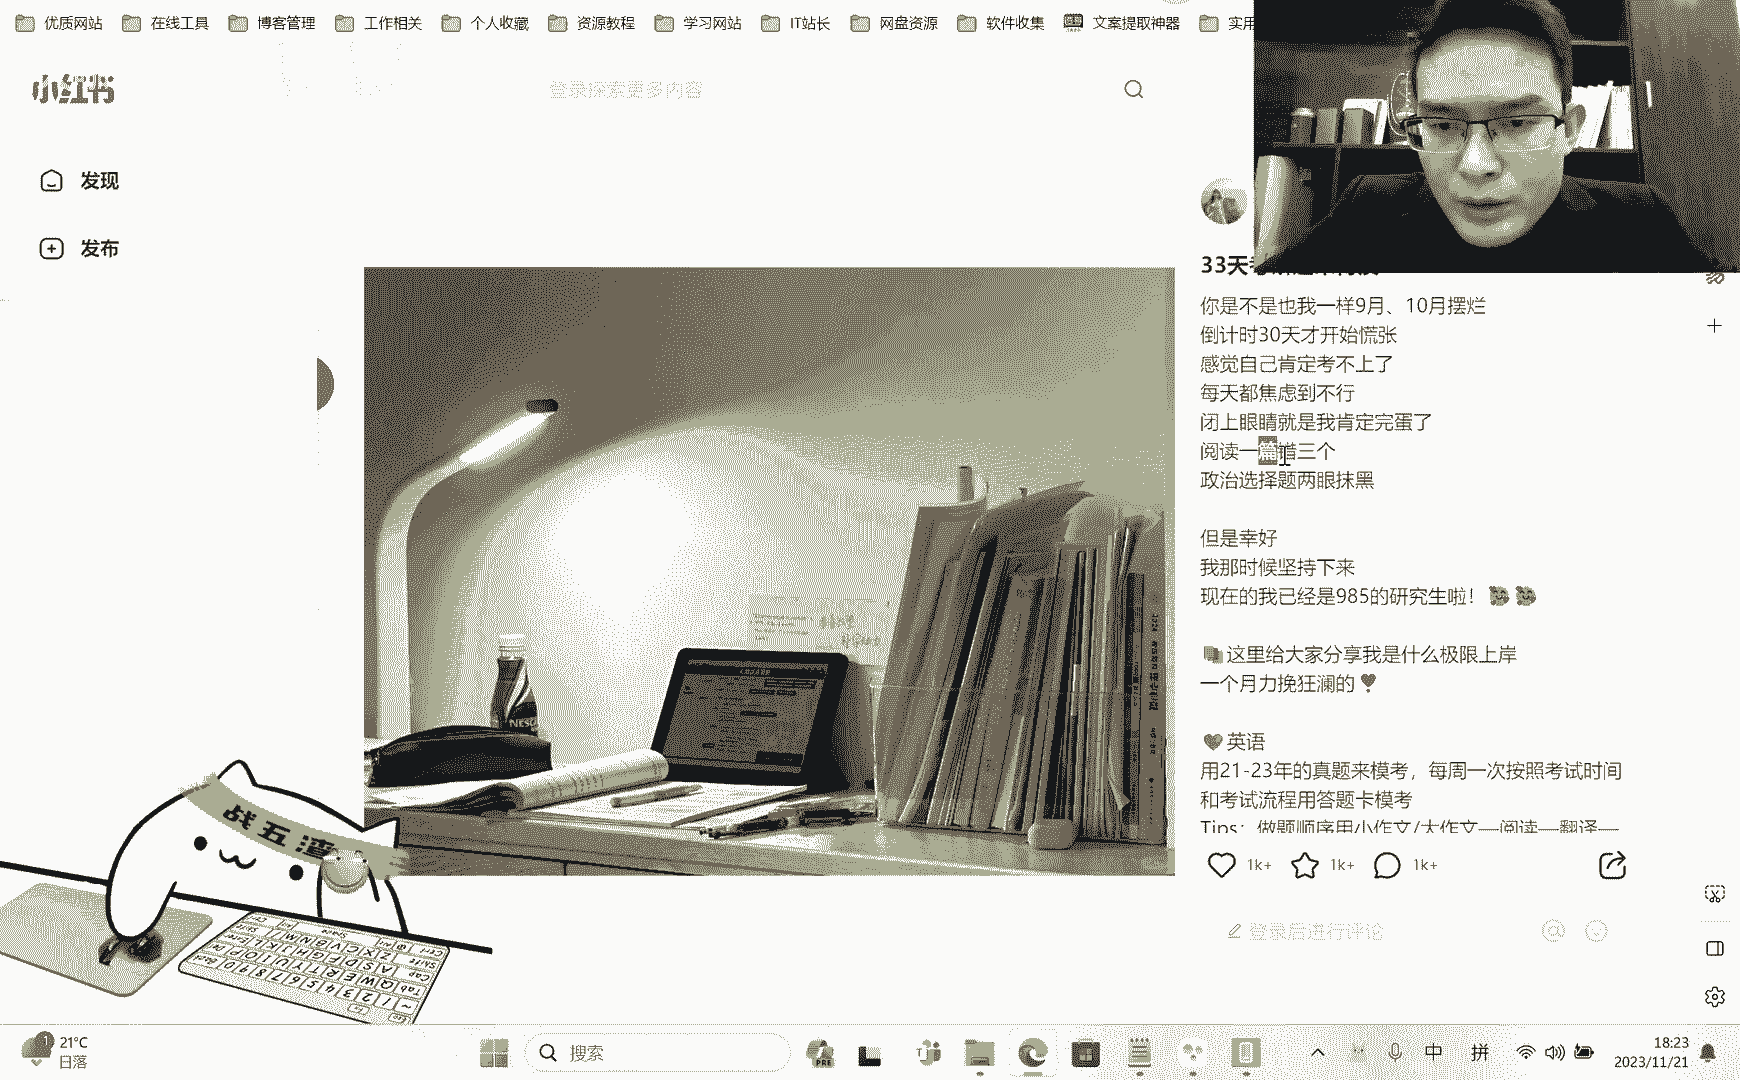 优质网站
在线工具
博客管理
工作相关
个人收藏
资源教程
学习网站
IT站长
网盘资源
软件收集
文案提取神器
实用
小红书
登录探索更多内容
发现
发布
33天
你是不是也我一样9月、10月摆烂
倒计时30天才开始慌张
感觉自己肯定考不上了
每天都焦虑到不行
闭上眼睛就是我肯定完蛋了
阅读一篇错三个
政治选择题两眼抹黑
但是幸好
我那时候坚持下来
现在的我已经是985的研究生啦！
这里给大家分享我是什么极限上岸
一个月力挽狂澜的
英语
用21-23年的真题来模考，每周一次按照考试时间
和考试流程用答题卡模考
Tips：做题顺序用小作文/大作文—阅读—翻译—
1k+
1k+
1k+
登录后进行评论
战五渣
NESC
1
21°C
日落
搜索
PRE
中
拼
18:23
2023/11/21